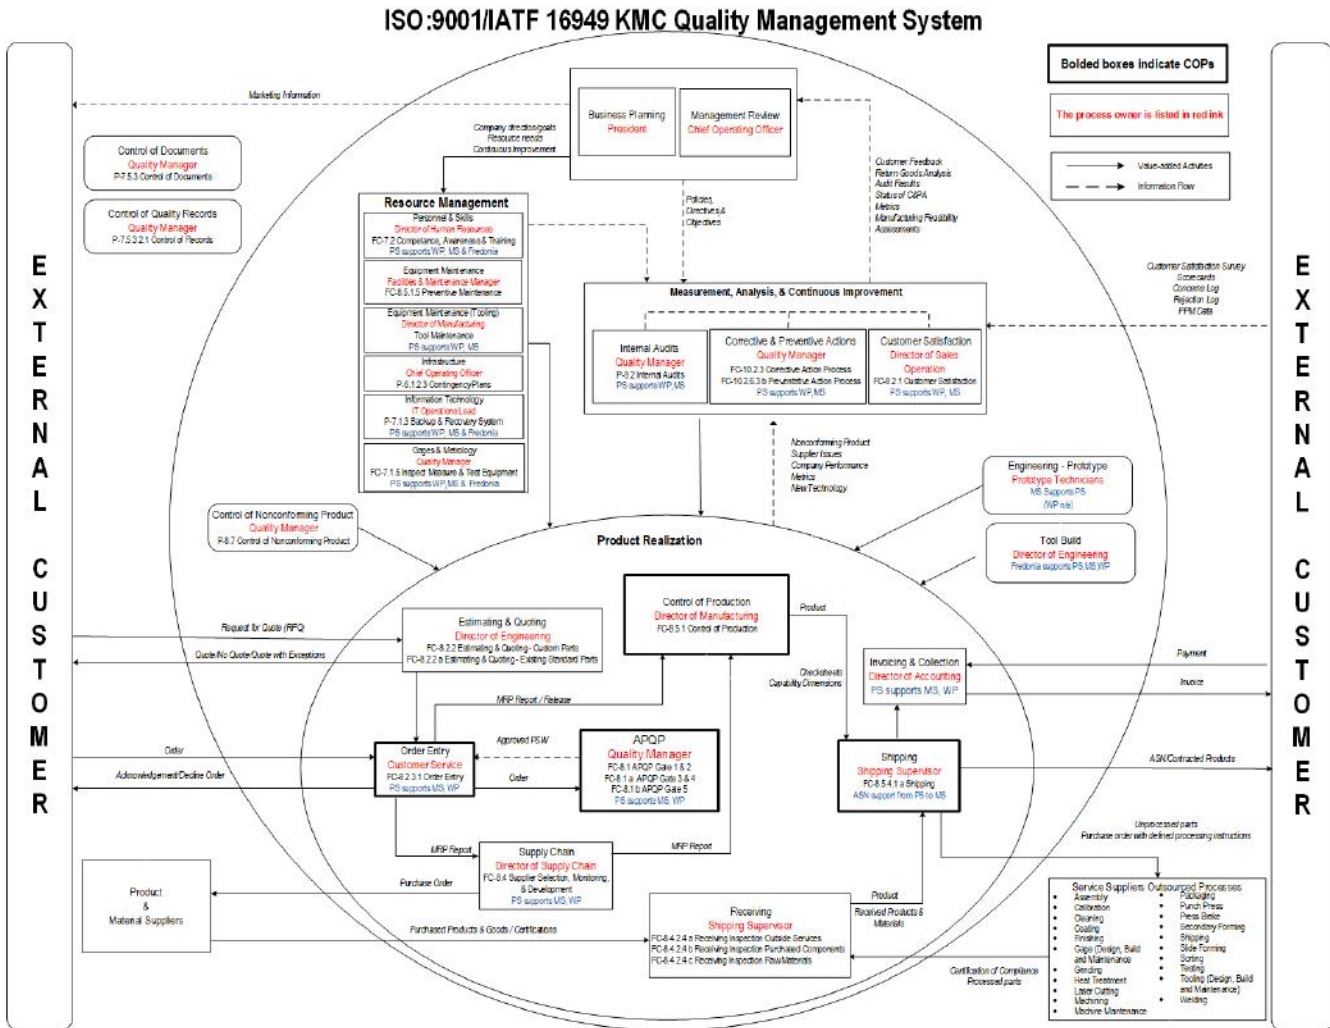 ISO:9001/IATF 16949 KMC Quality Management System
EXTERNAL CUSTOMER
EXTERNAL CUSTOMER
Bolded boxes indicate COPs
The process owner is listed in red ink
Value-added Activities
Information Flow
Marketing Information
Business Planning
President
Management Review
Chief Operating Officer
Company direction/goals
Resource needs
Continuous Improvement
Control of Documents
Quality Manager
P-7.5.3 Control of Documents
Control of Quality Records
Quality Manager
P-7.5.3.2.1 Control of Records
Policies,
Directives,&
Objectives
Customer Feedback
Return Goods Analysis
Audit Results
Status of C&PA
Metrics
Manufacturing Feasibility
Assessments
Resource Management
Personnel & Skills
Director of Human Resources
FC-7.2 Competence, Awareness & Training
PS supports WP, MS & Fredonia
Equipment Maintenance
Facilities & Maintenance Manager
FC-8.5.1.5 Preventive Maintenance
Equipment Maintenance (Tooling)
Director of Manufacturing
Tool Maintenance
PS supports WP, MS
Infrastructure
Chief Operating Officer
P-6.1.2.3 Contingency Plans
Information Technology
IT Operations Lead
P-7.1.3 Backup & Recovery System
PS supports WP, MS & Fredonia
Gages & Metrology
Quality Manager
FC-7.1.5 Inspect Measure & Test Equipment
PS supports WP,MS & Fredonia
Customer Satisfaction Survey
Scorecards
Concerns Log
Rejection Log
PPM Data
Measurement, Analysis, & Continuous Improvement
Internal Audits
Quality Manager
P-9.2 Internal Audits
PS supports WP,MS
Corrective & Preventive Actions
Quality Manager
FC-10.2.3 Corrective Action Process
FC-10.2.6.3 b Preventative Action Process
PS supports WP,MS
Customer Satisfaction
Director of Sales
Operation
FC-8.2.1 Customer Satisfaction
PS supports WP, MS
Nonconforming Product
Supplier Issues
Company Performance
Metrics
New Technology
Engineering - Prototype
Prototype Technicians
MS Supports PS
(WP n/a)
Tool Build
Director of Engineering
Fredonia supports PS,MS,WP
Control of Nonconforming Product
Quality Manager
P-8.7 Control of Nonconforming Product
Product Realization
Control of Production
Director of Manufacturing
FC-8.5.1 Control of Production
Product
Checksheets
Capability Dimensions
Request for Quote (RFQ)
Quote/No Quote/Quote with Exceptions
Estimating & Quoting
Director of Engineering
FC-8.2.2 Estimating & Quoting - Custom Parts
FC-8.2.2 a Estimating & Quoting - Existing Standard Parts
Invoicing & Collection
Director of Accounting
PS supports MS, WP
Payment
Invoice
MRP Report / Release
Order
Acknowledgement/Decline Order
Order Entry
Customer Service
FC-8.2.3.1 Order Entry
PS supports MS, WP
Approved PSW
Order
APQP
Quality Manager
FC-8.1 APQP Gate 1 & 2
FC-8.1 a APQP Gate 3 & 4
FC-8.1 b APQP Gate 5
PS supports MS, WP
Shipping
Shipping Supervisor
FC-8.5.4.1 a Shipping
ASN support from PS to MS
ASN/Contracted Products
Unprocessed parts
Purchase order with defined processing instructions
MRP Report
Supply Chain
Director of Supply Chain
FC-8.4 Supplier Selection, Monitoring,
& Development
PS supports MS, WP
MRP Report
Purchase Order
Product
&
Material Suppliers
Purchased Products & Goods / Certifications
Receiving
Shipping Supervisor
FC-8.4.2.4 a Receiving Inspection Outside Services
FC-8.4.2.4 b Receiving Inspection Purchased Components
FC-8.4.2.4 c Receiving Inspection Raw Materials
Product
Received Products &
Materials
Certification of Compliance
Processed parts
Service Suppliers Outsourced Processes
Assembly
Calibration
Cleaning
Coating
Finishing
Gage (Design, Build
and Maintenance
Grinding
Heat Treatment
Laser Cutting
Machining
Machine Maintenance
Packaging
Punch Press
Press Brake
Secondary Forming
Shipping
Slide Forming
Sorting
Testing
Tooling (Design, Build
and Maintenance)
Welding